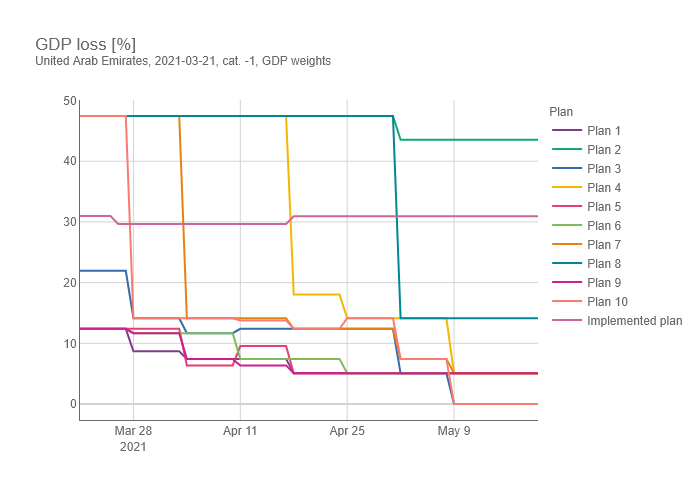 GDP loss [%]
United Arab Emirates, 2021-03-21, cat. -1, GDP weights
50
40
30
20
10
0
Mar 28
2021
Apr 11
Apr 25
May 9
Plan
Plan 1
Plan 2
Plan 3
Plan 4
Plan 5
Plan 6
Plan 7
Plan 8
Plan 9
Plan 10
Implemented plan